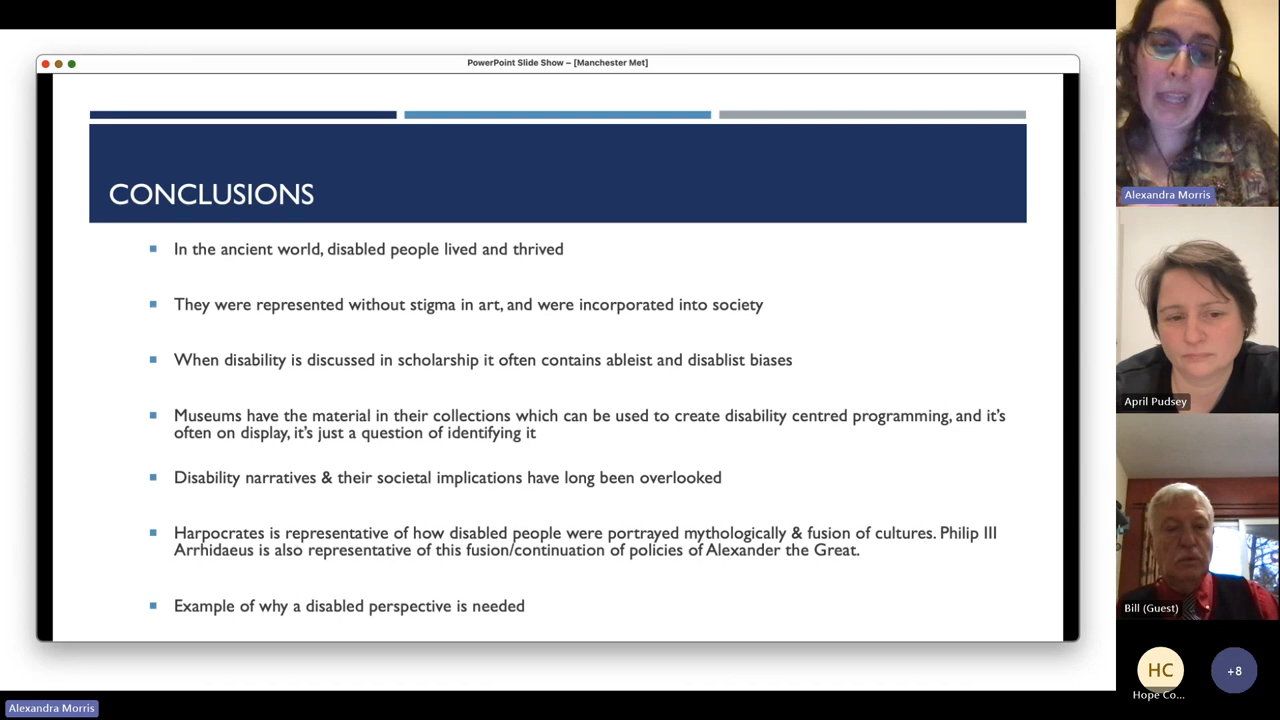 PowerPoint Slide Show – [Manchester Met]
CONCLUSIONS
In the ancient world, disabled people lived and thrived
They were represented without stigma in art, and were incorporated into society
When disability is discussed in scholarship it often contains ableist and disablist biases
Museums have the material in their collections which can be used to create disability centred programming, and it's
often on display, it's just a question of identifying it
Disability narratives & their societal implications have long been overlooked
Harpocrates is representative of how disabled people were portrayed mythologically & fusion of cultures. Philip III
Arrhidaeus is also representative of this fusion/continuation of policies of Alexander the Great.
Example of why a disabled perspective is needed
Alexandra Morris
April Pudsey
Bill (Guest)
HC
Hope Co...
+8
Alexandra Morris